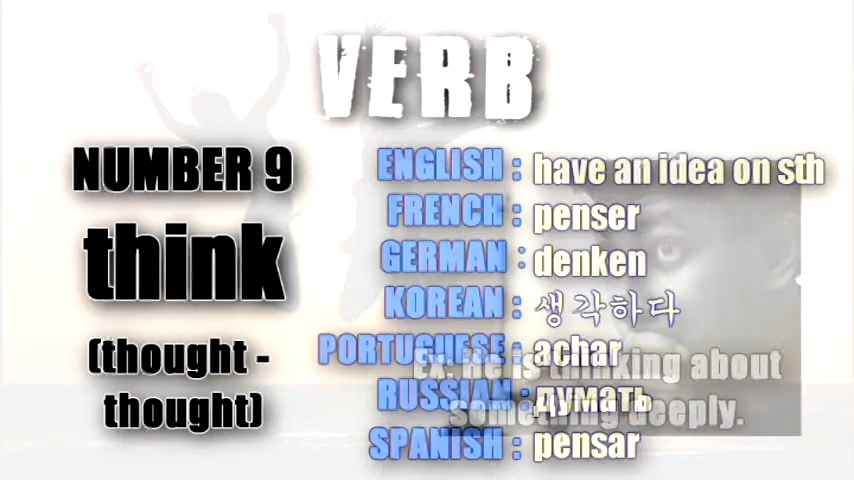 VERB
NUMBER 9
think
(thought -
thought)
ENGLISH : have an idea on sth
FRENCH : penser
GERMAN : denken
KOREAN : 생각하다
PORTUGUESE : achar
RUSSIAN : думать
SPANISH : pensar
Ex: He is thinking about
something deeply.